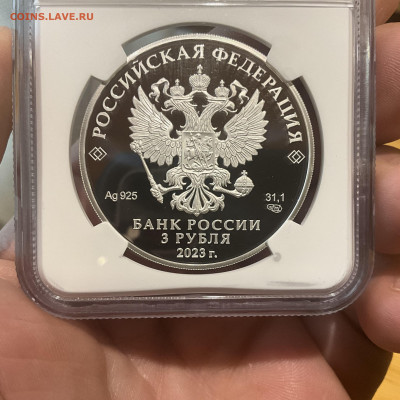 COINS.LAVE.RU
РОССИЙСКАЯ ФЕДЕРАЦИЯ
Ag 925
31,1
БАНК РОССИИ
3 РУБЛЯ
2023 г.